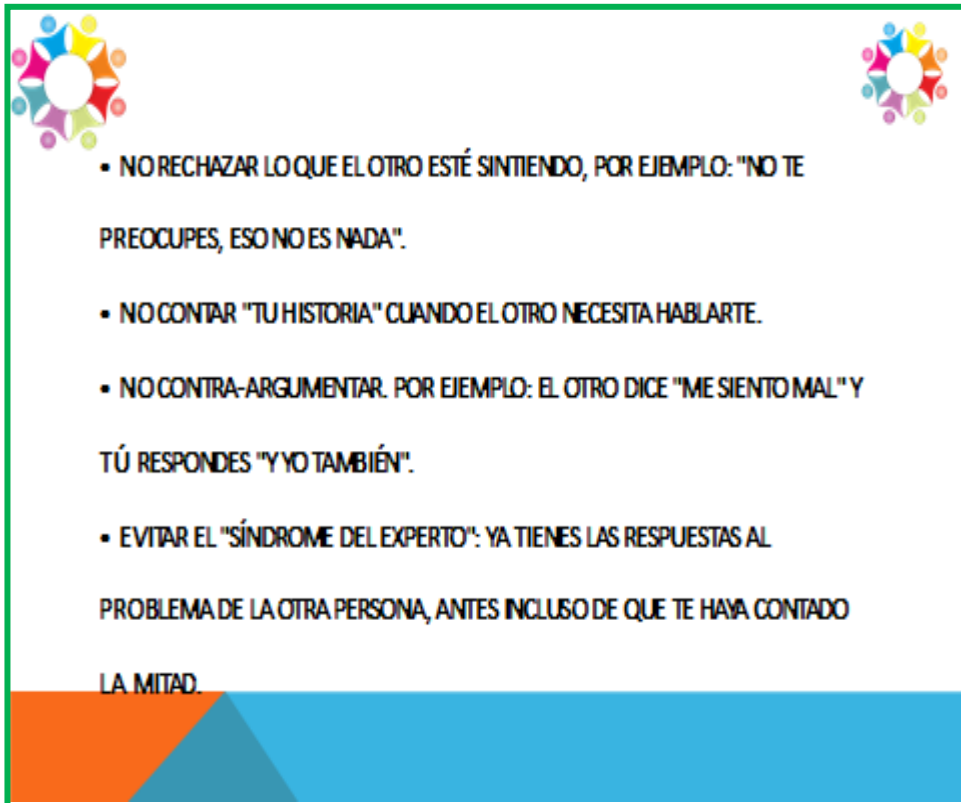 • NO RECHAZAR LO QUE EL OTRO ESTÉ SINTIENDO, POR EJEMPLO: "NO TE
PREOCUPES, ESO NO ES NADA".
• NO CONTAR "TU HISTORIA" CUANDO EL OTRO NECESITA HABLARTE.
• NO CONTRA-ARGUMENTAR. POR EJEMPLO: EL OTRO DICE "ME SIENTO MAL" Y
TÚ RESPONDES "Y YO TAMBIÉN".
• EVITAR EL "SÍNDROME DEL EXPERTO": YA TIENES LAS RESPUESTAS AL
PROBLEMA DE LA OTRA PERSONA, ANTES INCLUSO DE QUE TE HAYA CONTADO
LA MITAD.